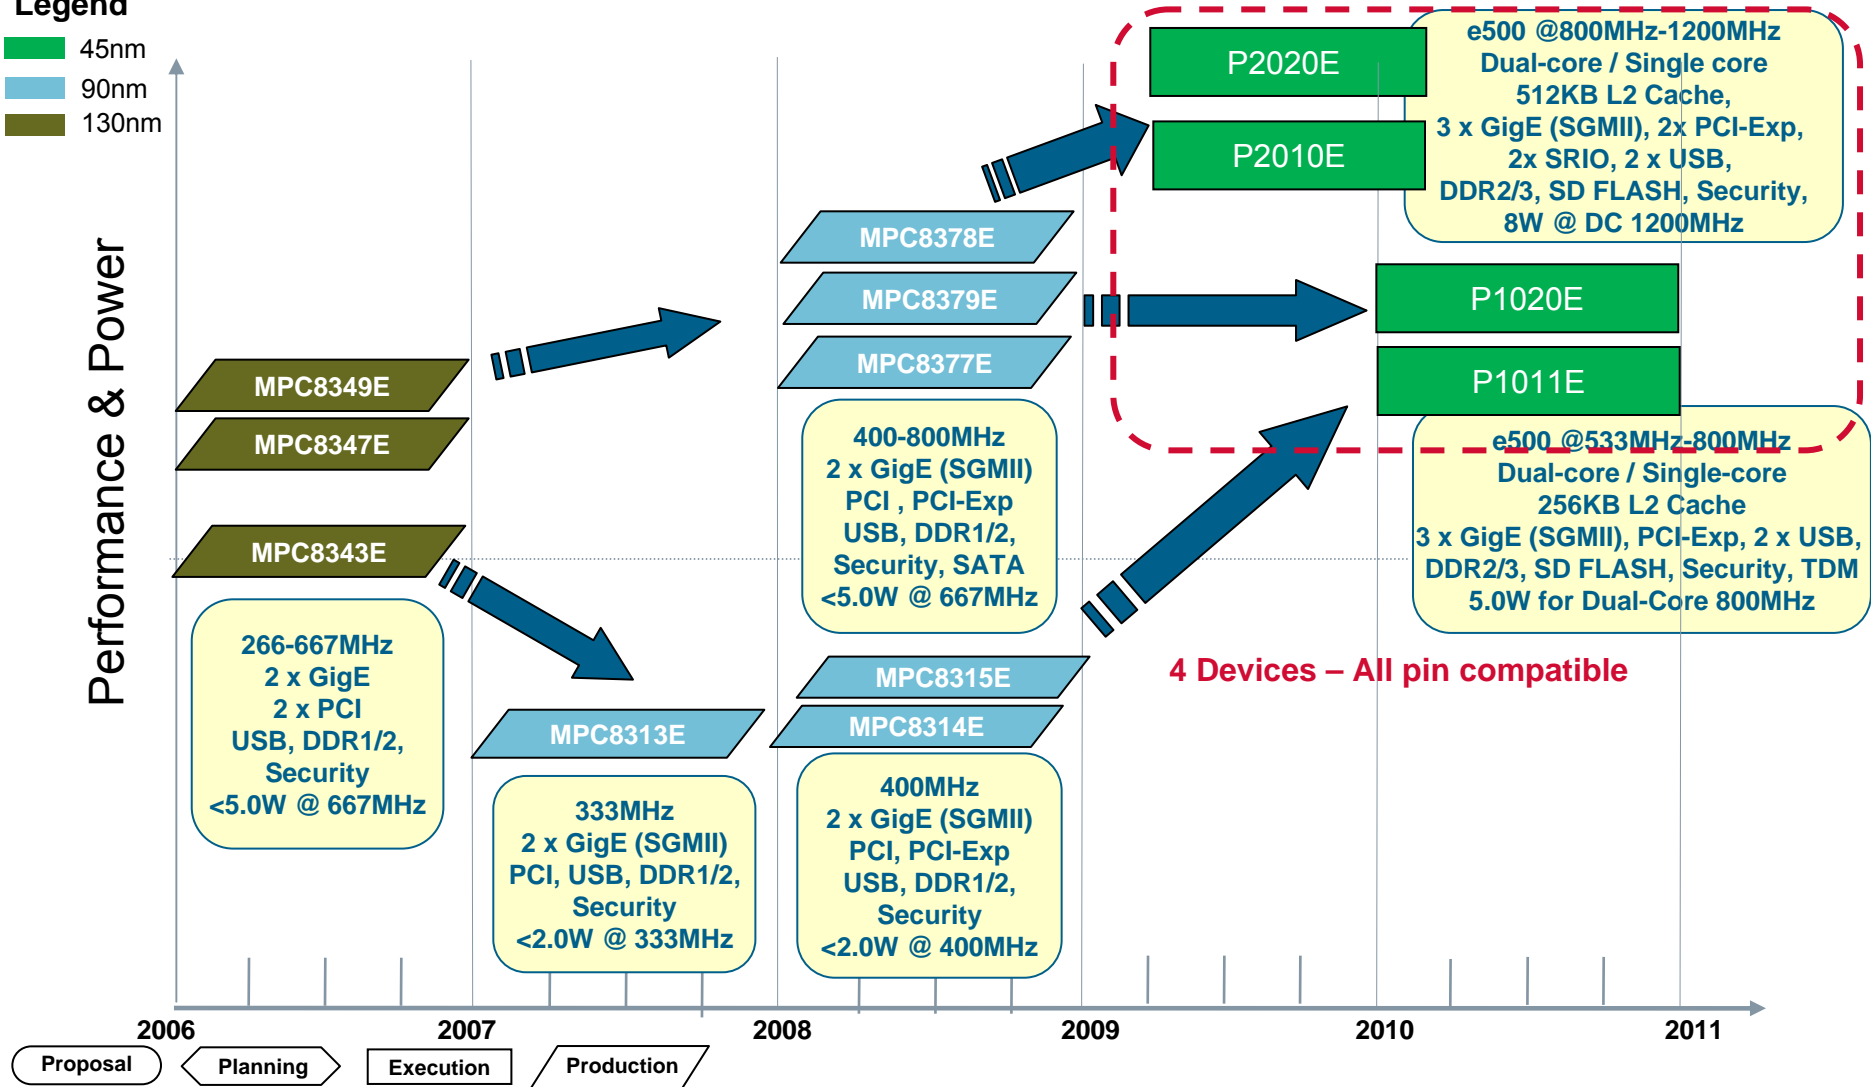 Legend
45nm
90nm
130nm
Performance & Power
P2020E
P2010E
e500 @800MHz-1200MHz
Dual-core / Single core
512KB L2 Cache,
3 x GigE (SGMII), 2x PCI-Exp,
2x SRIO, 2 x USB,
DDR2/3, SD FLASH, Security,
8W @ DC 1200MHz
MPC8378E
MPC8379E
MPC8377E
P1020E
P1011E
MPC8349E
MPC8347E
MPC8343E
400-800MHz
2 x GigE (SGMII)
PCI , PCI-Exp
USB, DDR1/2,
Security, SATA
<5.0W @ 667MHz
e500 @533MHz-800MHz
Dual-core / Single-core
256KB L2 Cache
3 x GigE (SGMII), PCI-Exp, 2 x USB,
DDR2/3, SD FLASH, Security, TDM
5.0W for Dual-Core 800MHz
266-667MHz
2 x GigE
2 x PCI
USB, DDR1/2,
Security
<5.0W @ 667MHz
4 Devices – All pin compatible
MPC8315E
MPC8314E
MPC8313E
333MHz
2 x GigE (SGMII)
PCI, USB, DDR1/2,
Security
<2.0W @ 333MHz
400MHz
2 x GigE (SGMII)
PCI, PCI-Exp
USB, DDR1/2,
Security
<2.0W @ 400MHz
2006 2007 2008 2009 2010 2011
Proposal Planning Execution Production